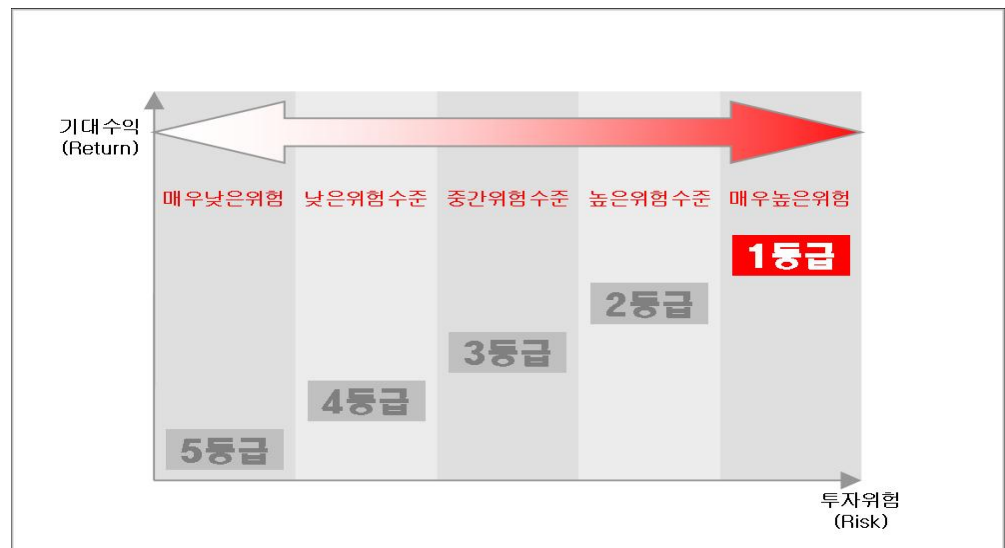 기대수익
(Return)
매우낮은위험 낮은위험수준 중간위험수준 높은위험수준 매우높은위험
1등급
2등급
3등급
4등급
5등급
투자위험
(Risk)